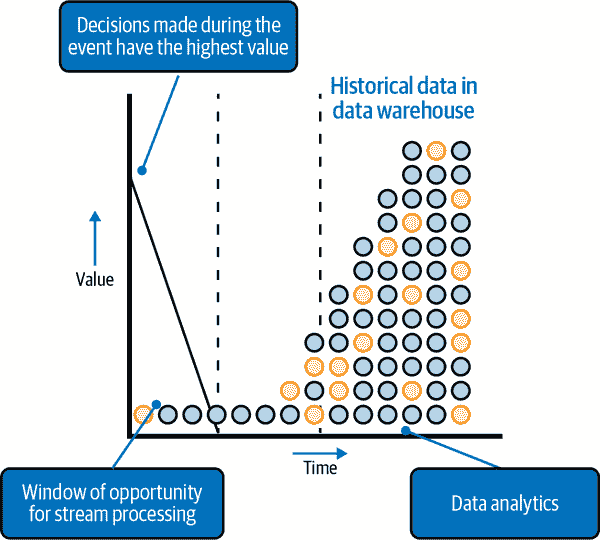 Decisions made during the
event have the highest value
Historical data in
data warehouse
Value
Time
Window of opportunity
for stream processing
Data analytics